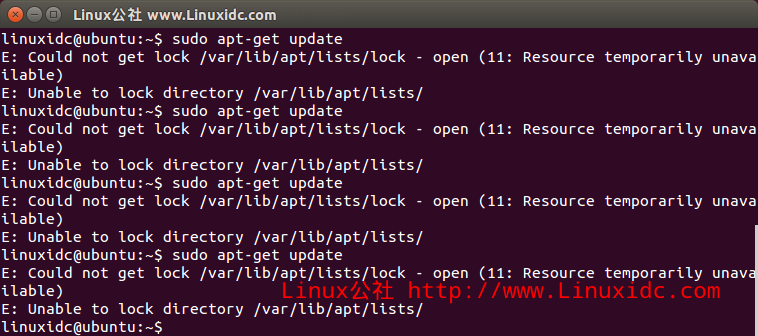 Linux公社 www.Linuxidc.com
linuxidc@ubuntu:~$ sudo apt-get update
E: Could not get lock /var/lib/apt/lists/lock - open (11: Resource temporarily unava
ilable)
E: Unable to lock directory /var/lib/apt/lists/
linuxidc@ubuntu:~$ sudo apt-get update
E: Could not get lock /var/lib/apt/lists/lock - open (11: Resource temporarily unava
ilable)
E: Unable to lock directory /var/lib/apt/lists/
linuxidc@ubuntu:~$ sudo apt-get update
E: Could not get lock /var/lib/apt/lists/lock - open (11: Resource temporarily unava
ilable)
E: Unable to lock directory /var/lib/apt/lists/
linuxidc@ubuntu:~$ sudo apt-get update
E: Could not get lock /var/lib/apt/lists/lock - open (11: Resource temporarily unava
ilable)
Linux公社 http://www.Linuxidc.com
E: Unable to lock directory /var/lib/apt/lists/
linuxidc@ubuntu:~$